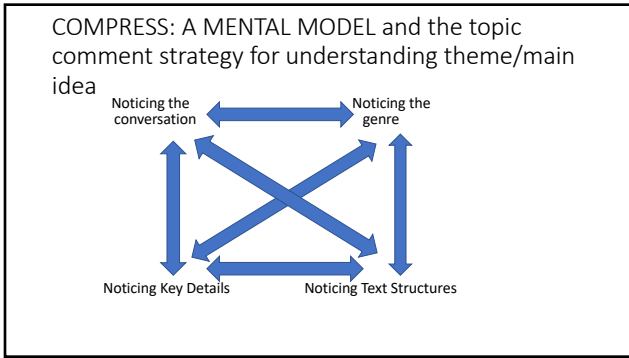 COMPRESS: A MENTAL MODEL and the topic
comment strategy for understanding theme/main
idea
Noticing the
conversation
Noticing the
genre
Noticing Key Details
Noticing Text Structures